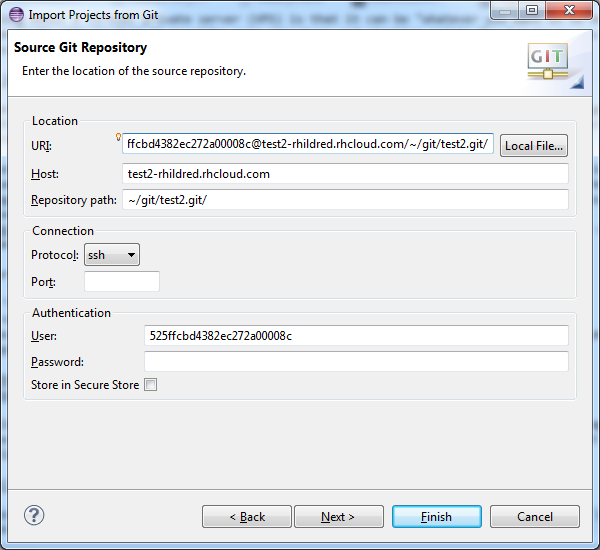 Import Projects from Git
Source Git Repository
Enter the location of the source repository.
GIT
Location
URI: ffcbd4382ec272a00008c@test2-rhildred.rhcloud.com/~/git/test2.git/ Local File...
Host: test2-rhildred.rhcloud.com
Repository path: ~/git/test2.git/
Connection
Protocol: ssh
Port:
Authentication
User: 525ffcbd4382ec272a00008c
Password:
Store in Secure Store
? < Back Next > Finish Cancel